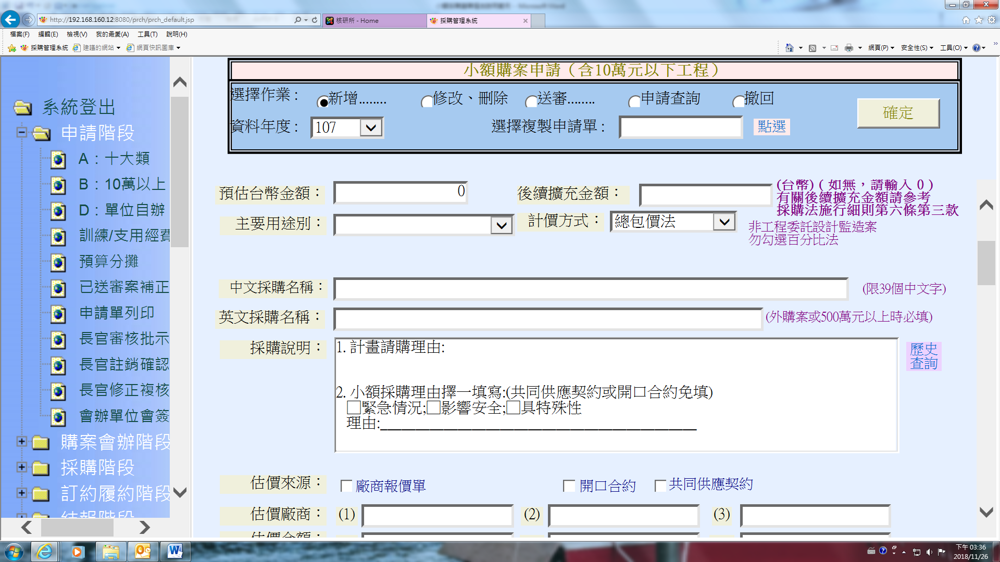 http://192.168.160.12:8080/prch/prch_default.jsp
核研所 - Home
採購管理系統
檔案(F) 編輯(E) 檢視(V) 我的最愛(A) 工具(T) 說明(H)
採購管理系統 建議的網站 網頁快訊圖庫
網頁(P) 安全性(S) 工具(O)
系統登出
申請階段
A：十大類
B：10萬以上
D：單位自辦
訓練/支用經費
預算分攤
已送審案補正
申請單列印
長官審核批示
長官註銷確認
長官修正複核
會辦單位會簽
購案會辦階段
採購階段
訂約履約階段
結報階段
小額購案申請（含10萬元以下工程）
選擇作業： 新增........ 修改、刪除 送審........ 申請查詢 撤回
確定
資料年度： 107 選擇複製申請單： 點選
預估台幣金額： 0 後續擴充金額： (台幣)（如無，請輸入 0 ）
有關後續擴充金額請參考
採購法施行細則第六條第三款
主要用途別： 計價方式： 總包價法
非工程委託設計監造案
勿勾選百分比法
中文採購名稱： (限39個中文字)
英文採購名稱： (外購案或500萬元以上時必填)
採購說明： 1. 計畫請購理由:
歷史
查詢
2. 小額採購理由擇一填寫:(共同供應契約或開口合約免填)
□緊急情況;□影響安全;□具特殊性
理由:_____________________________________________
估價來源： 廠商報價單 開口合約 共同供應契約
估價廠商： (1) (2) (3)
估價金額：
下午 03:36
2018/11/26